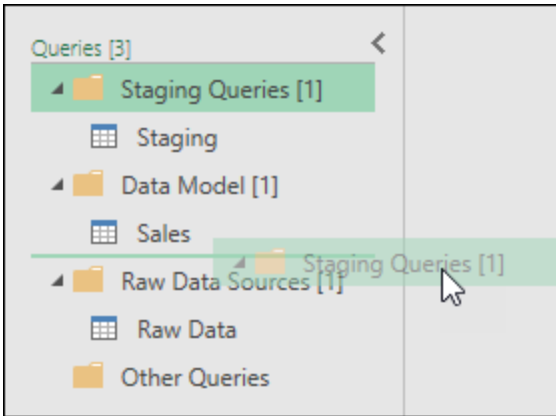 Queries [3]
Staging Queries [1]
Staging
Data Model [1]
Sales
Staging Queries [1]
Raw Data Sources [1]
Raw Data
Other Queries